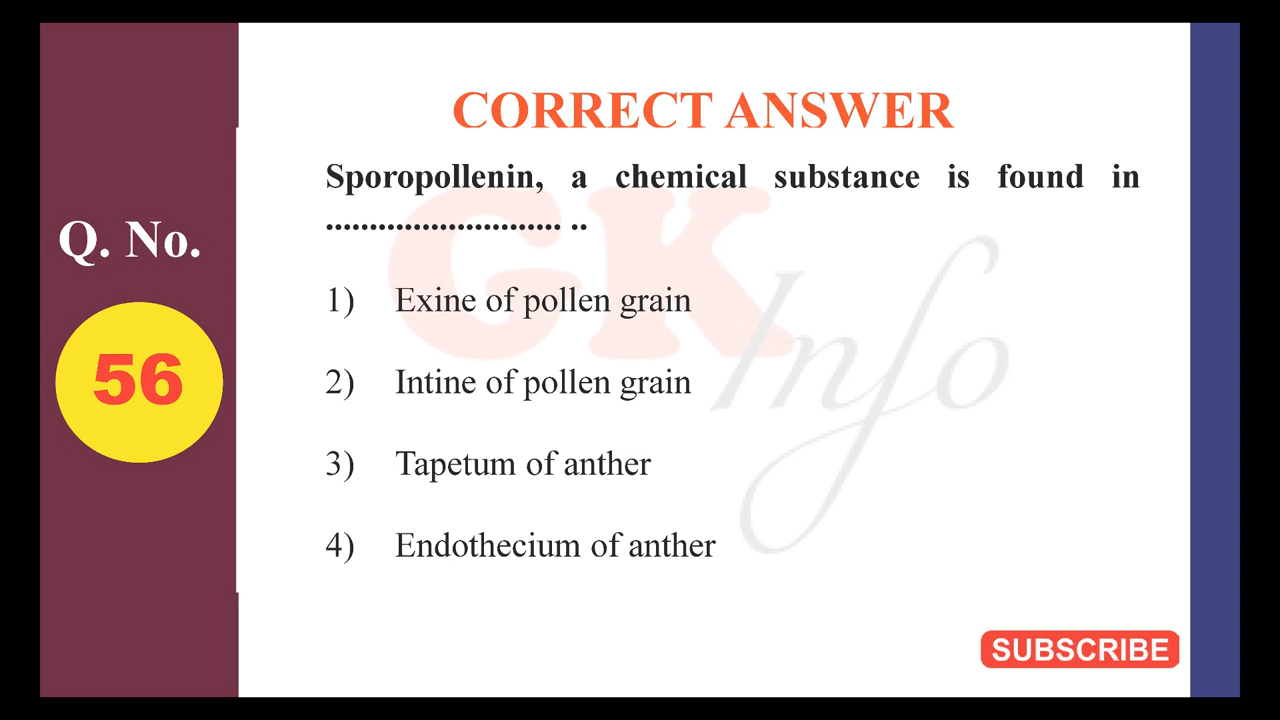 CORRECT ANSWER
Sporopollenin, a chemical substance is found in
........................... ..
Q. No.
56
1) Exine of pollen grain
2) Intine of pollen grain
3) Tapetum of anther
4) Endothecium of anther
GK Info
SUBSCRIBE